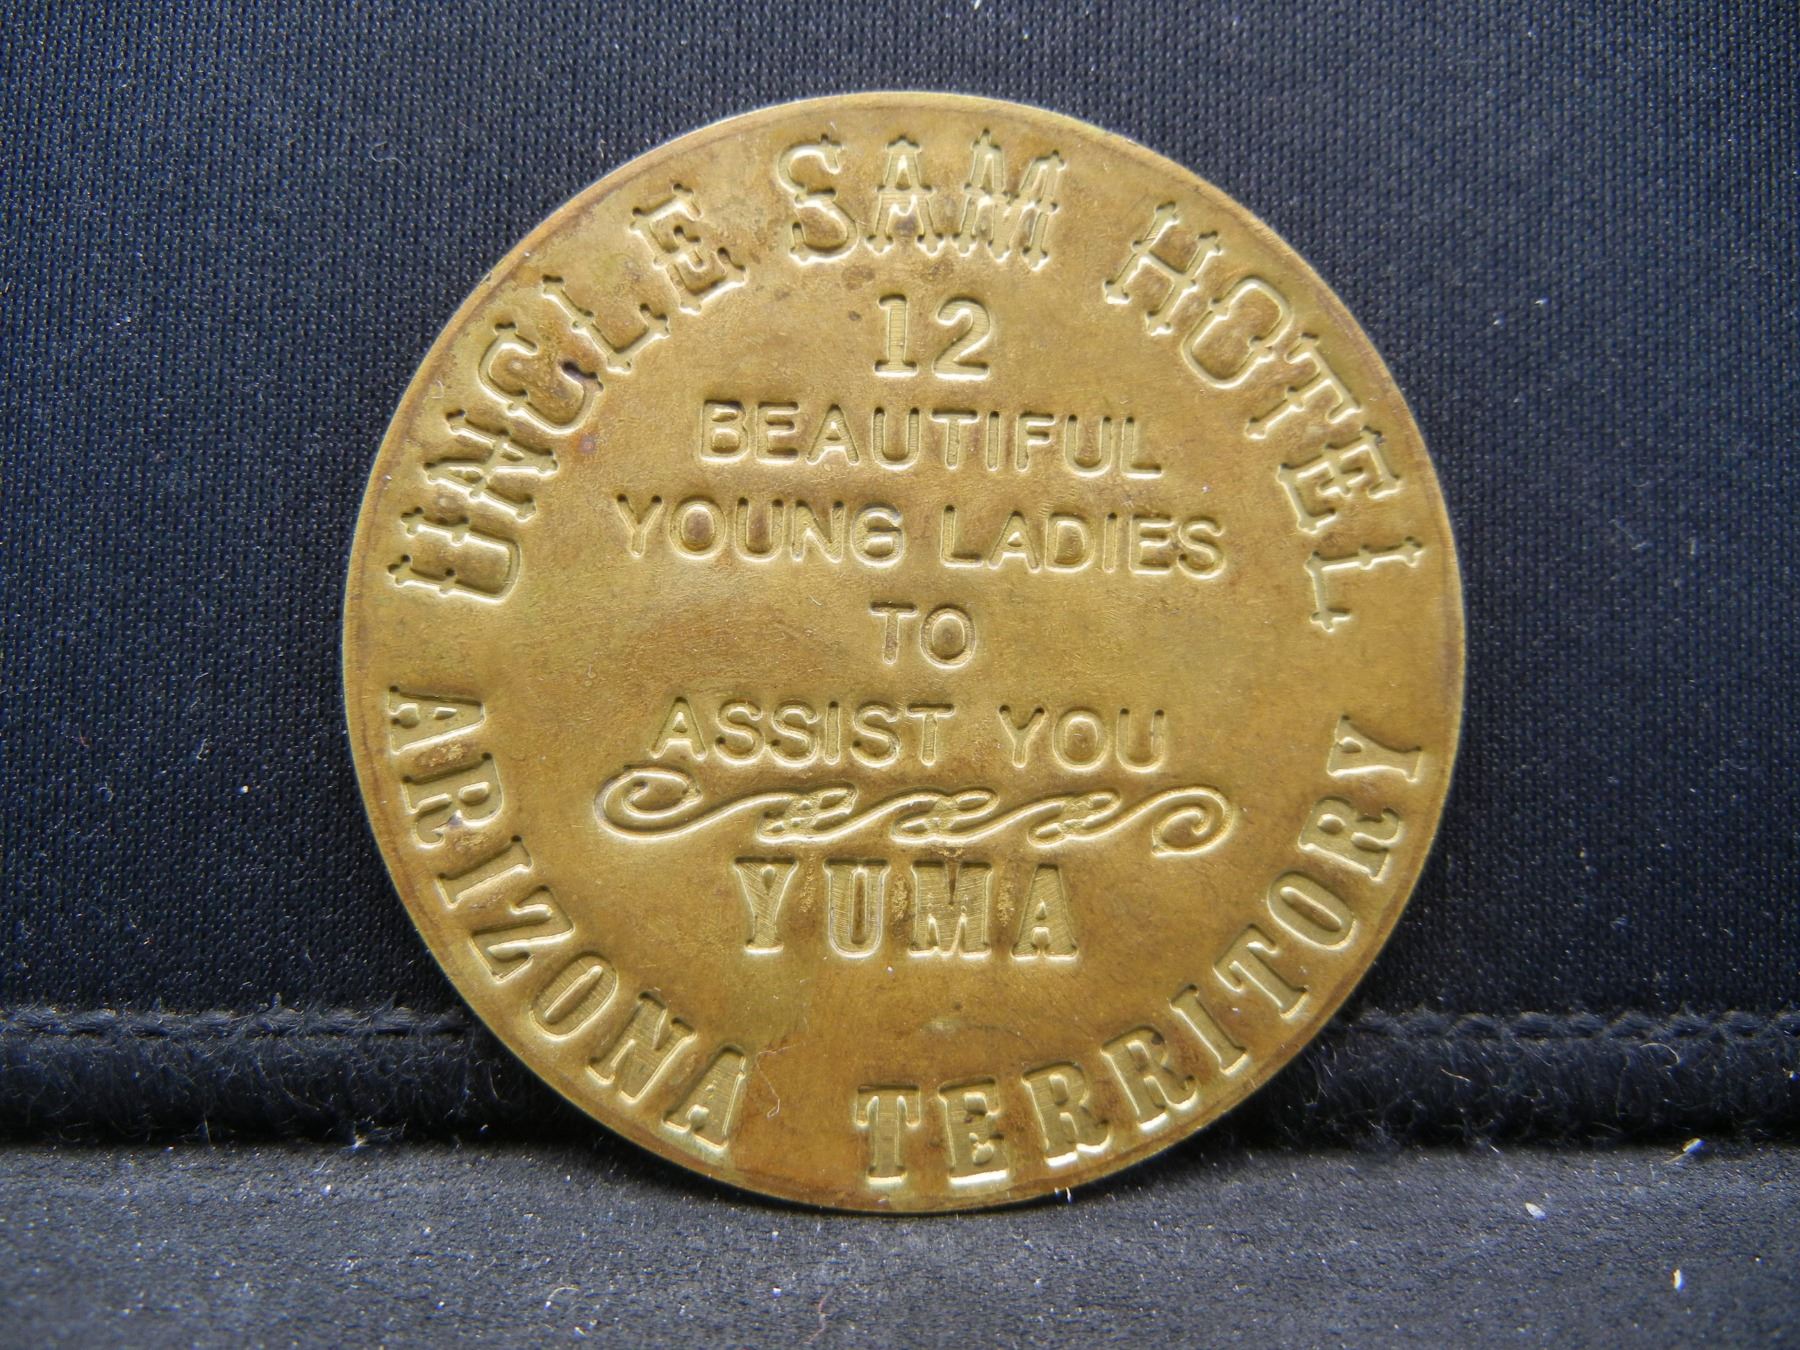 UNCLE SAM HOTEL
12
BEAUTIFUL
YOUNG LADIES
TO
ASSIST YOU
YUMA
ARIZONA TERRITORY